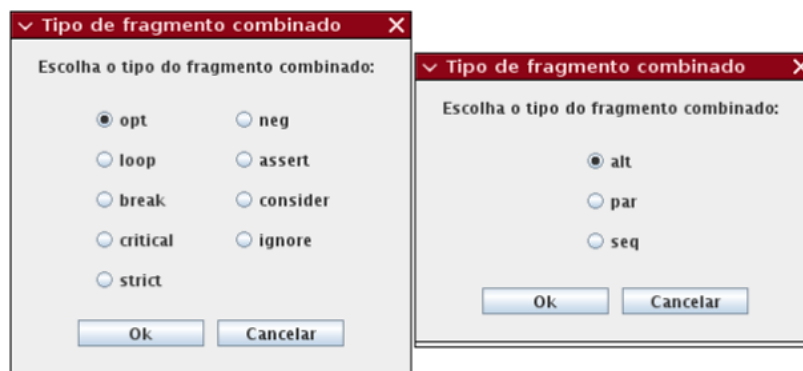 Tipo de fragmento combinado
Escolha o tipo do fragmento combinado:
opt neg
loop assert
break consider
critical ignore
strict
Ok Cancelar
Tipo de fragmento combinado
Escolha o tipo do fragmento combinado:
alt
par
seq
Ok Cancelar